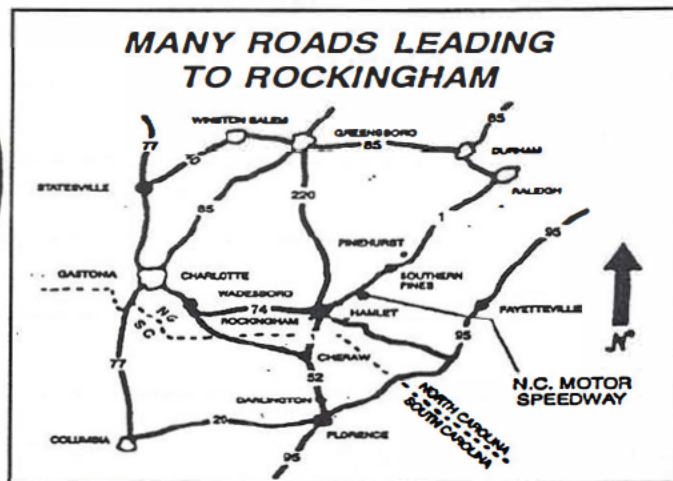 MANY ROADS LEADING
TO ROCKINGHAM
WINSTON SALEM
GREENSBORO
85
77
85
DURHAM
STATESVILLE
RALEIGH
85
220
1
95
PINEHURST
GASTONIA
CHARLOTTE
SOUTHERN
PINES
WADESBORO
74
HAMLET
FAYETTEVILLE
NC
SC
ROCKINGHAM
95
N
77
CHERAW
52
N.C. MOTOR
SPEEDWAY
DARLINGTON
NORTH CAROLINA
SOUTH CAROLINA
20
COLUMBIA
FLORENCE
95